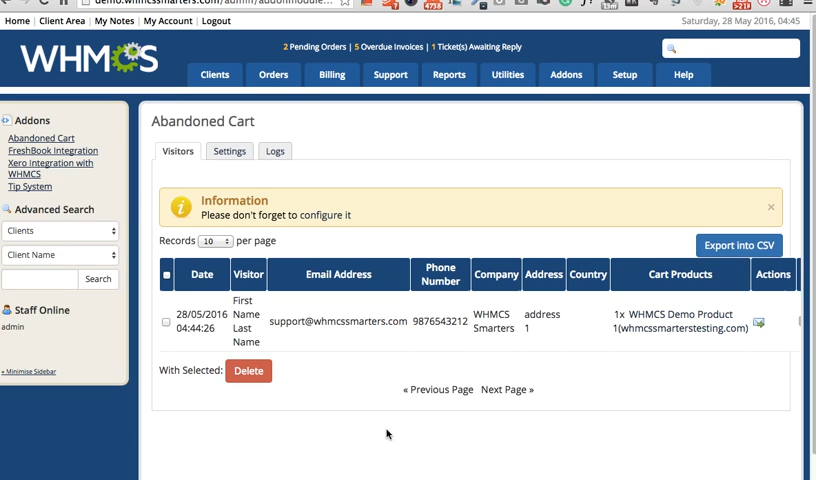 demo.whmcssmarters.com/admin/addonmodule...
Home | Client Area | My Notes | My Account | Logout
Saturday, 28 May 2016, 04:45
WHMCS
2 Pending Orders | 5 Overdue Invoices | 1 Ticket(s) Awaiting Reply
Clients Orders Billing Support Reports Utilities Addons Setup Help
Addons
Abandoned Cart
FreshBook Integration
Xero Integration with
WHMCS
Tip System
Advanced Search
Clients
Client Name
Search
Staff Online
admin
« Minimise Sidebar
Abandoned Cart
Visitors Settings Logs
Information
Please don't forget to configure it
×
Records 10 per page
Export into CSV
Date Visitor Email Address Phone Number Company Address Country Cart Products Actions
28/05/2016
04:44:26
First
Name
Last
Name
support@whmcssmarters.com
9876543212
WHMCS
Smarters
address
1
1x WHMCS Demo Product
1(whmcssmarterstesting.com)
With Selected: Delete
« Previous Page Next Page »